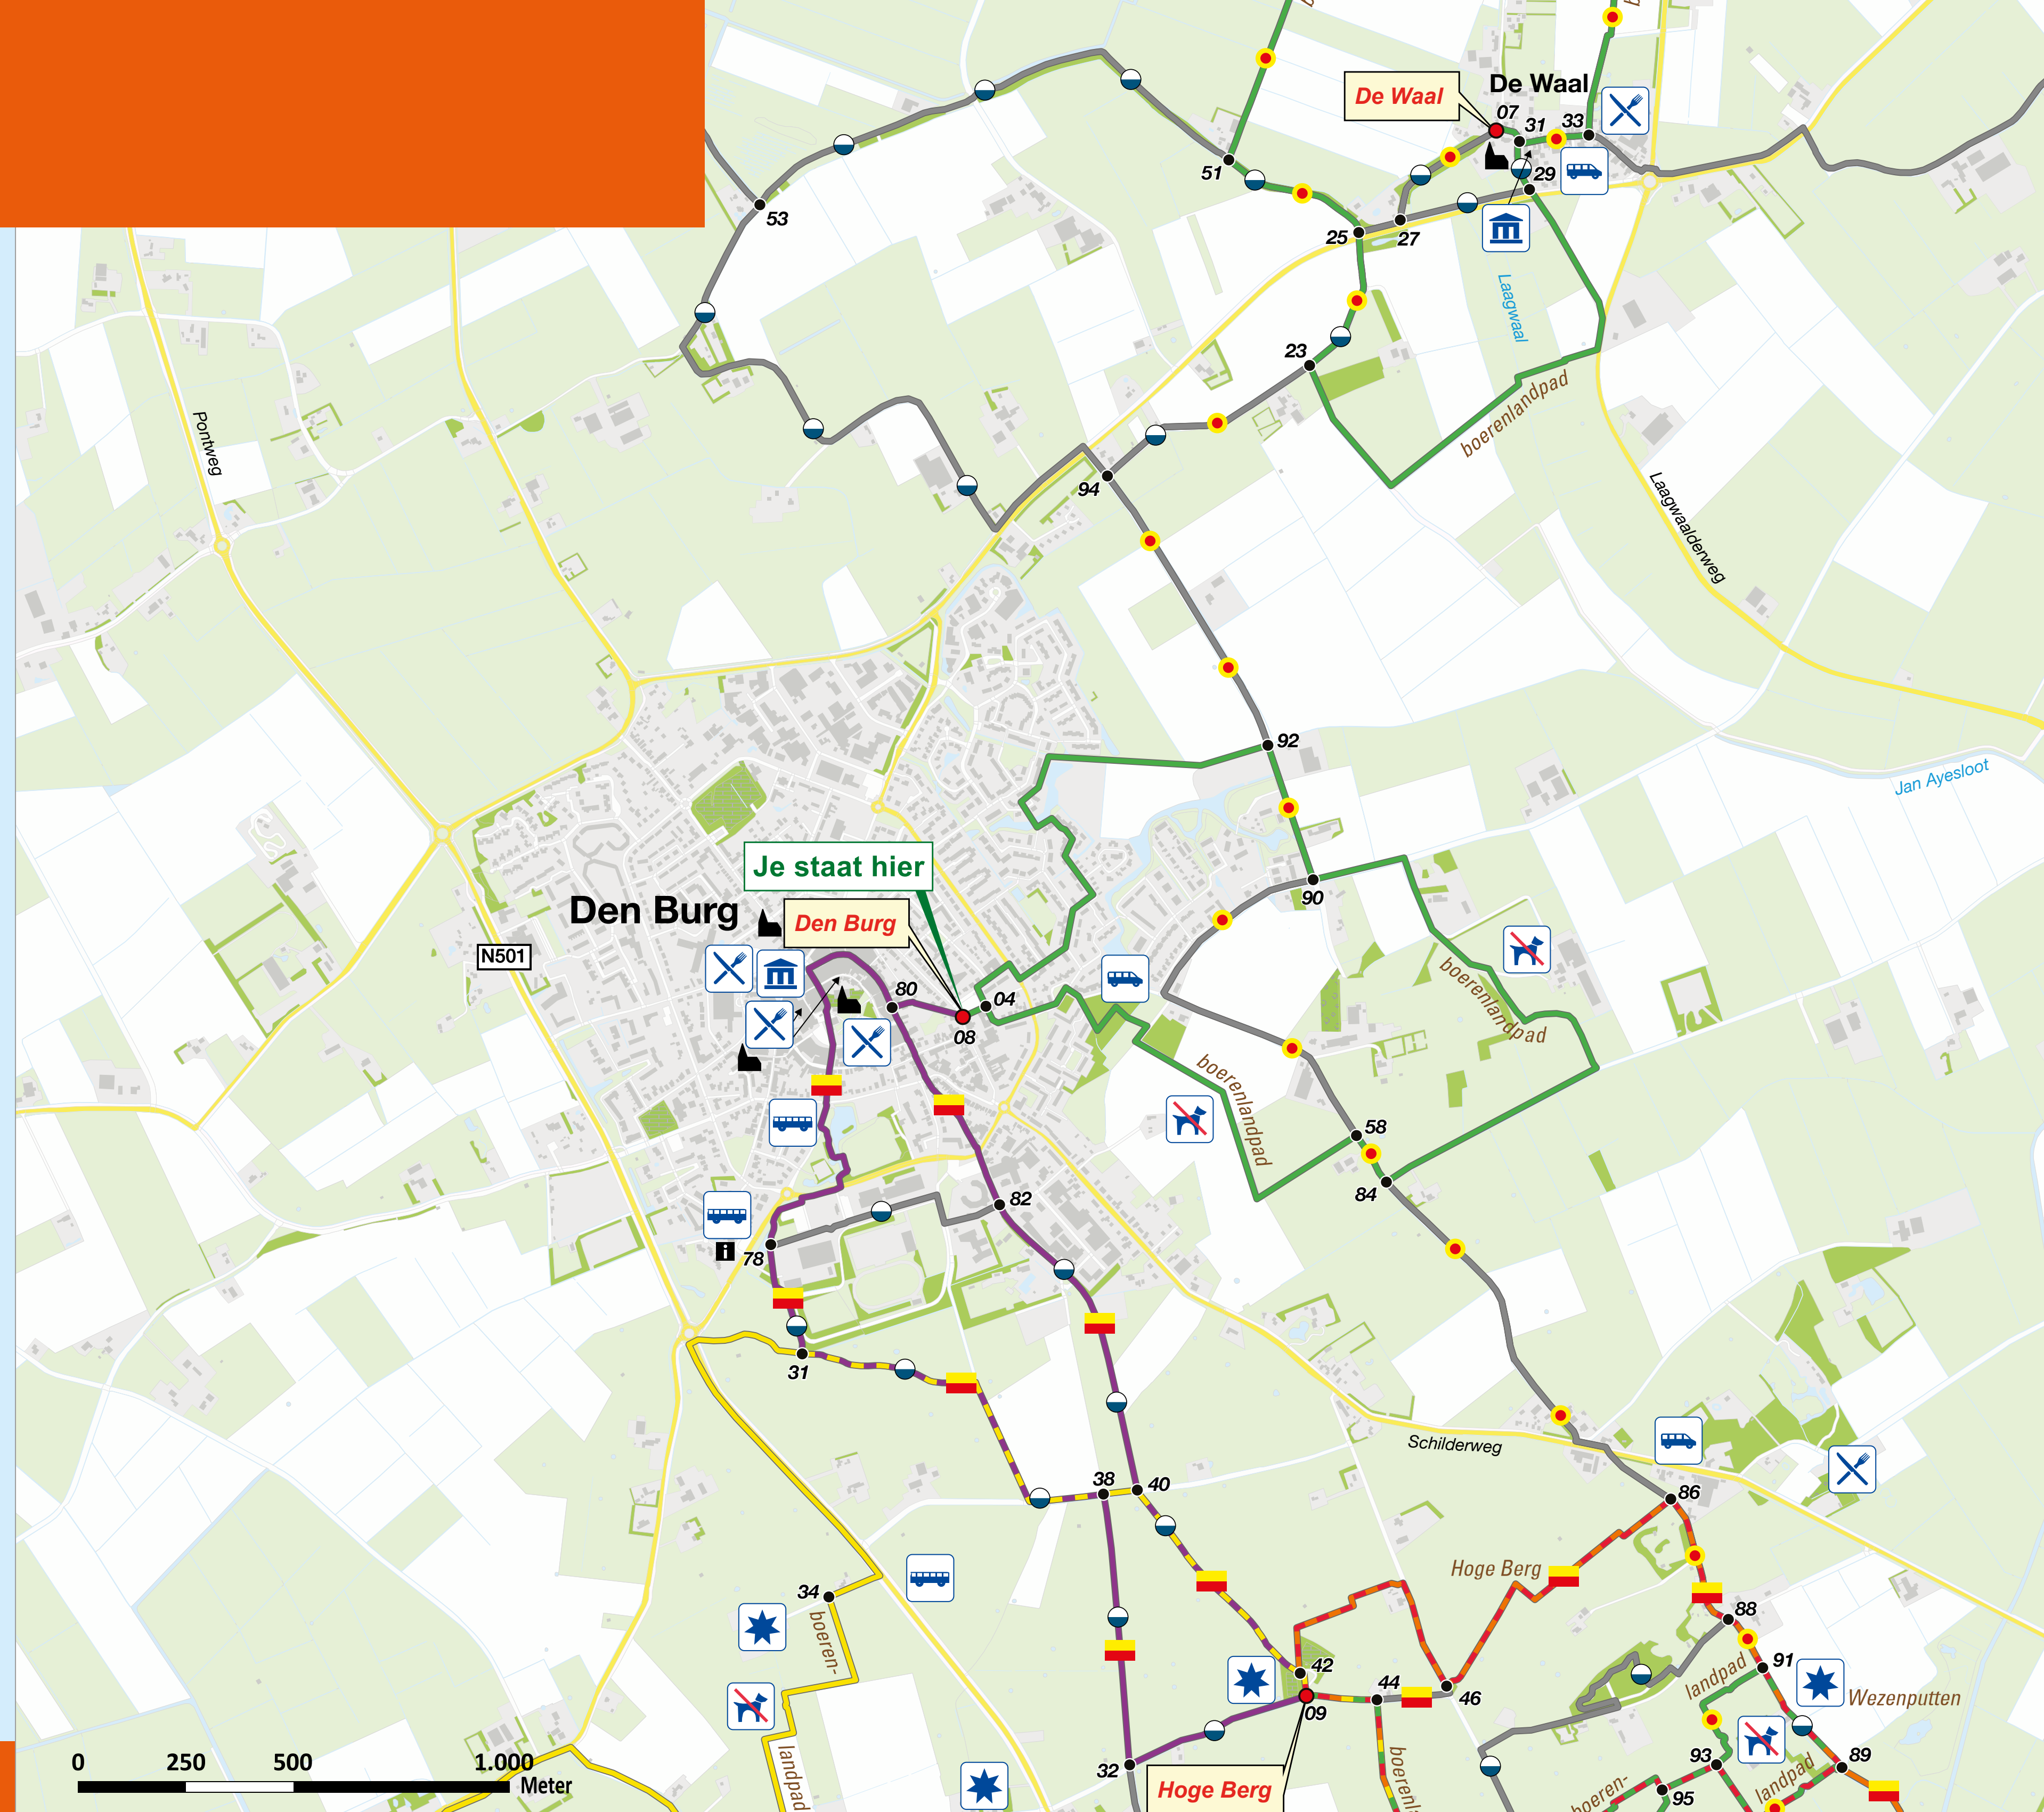 De Waal
De Waal
07
31
33
51
29
53
25
27
Laagwaal
23
boerenlandpad
Pontweg
94
Laagwaalderweg
92
Jan Ayesloot
Je staat hier
90
Den Burg
Den Burg
N501
boerenlandpad
80
04
08
boerenlandpad
58
84
82
i
78
31
Schilderweg
38
40
86
Hoge Berg
34
boeren-
88
42
91
44
landpad
46
Wezenputten
09
landpad
0 250 500 1.000
Meter
32
Hoge Berg
93
89
landpad
boeren-
95